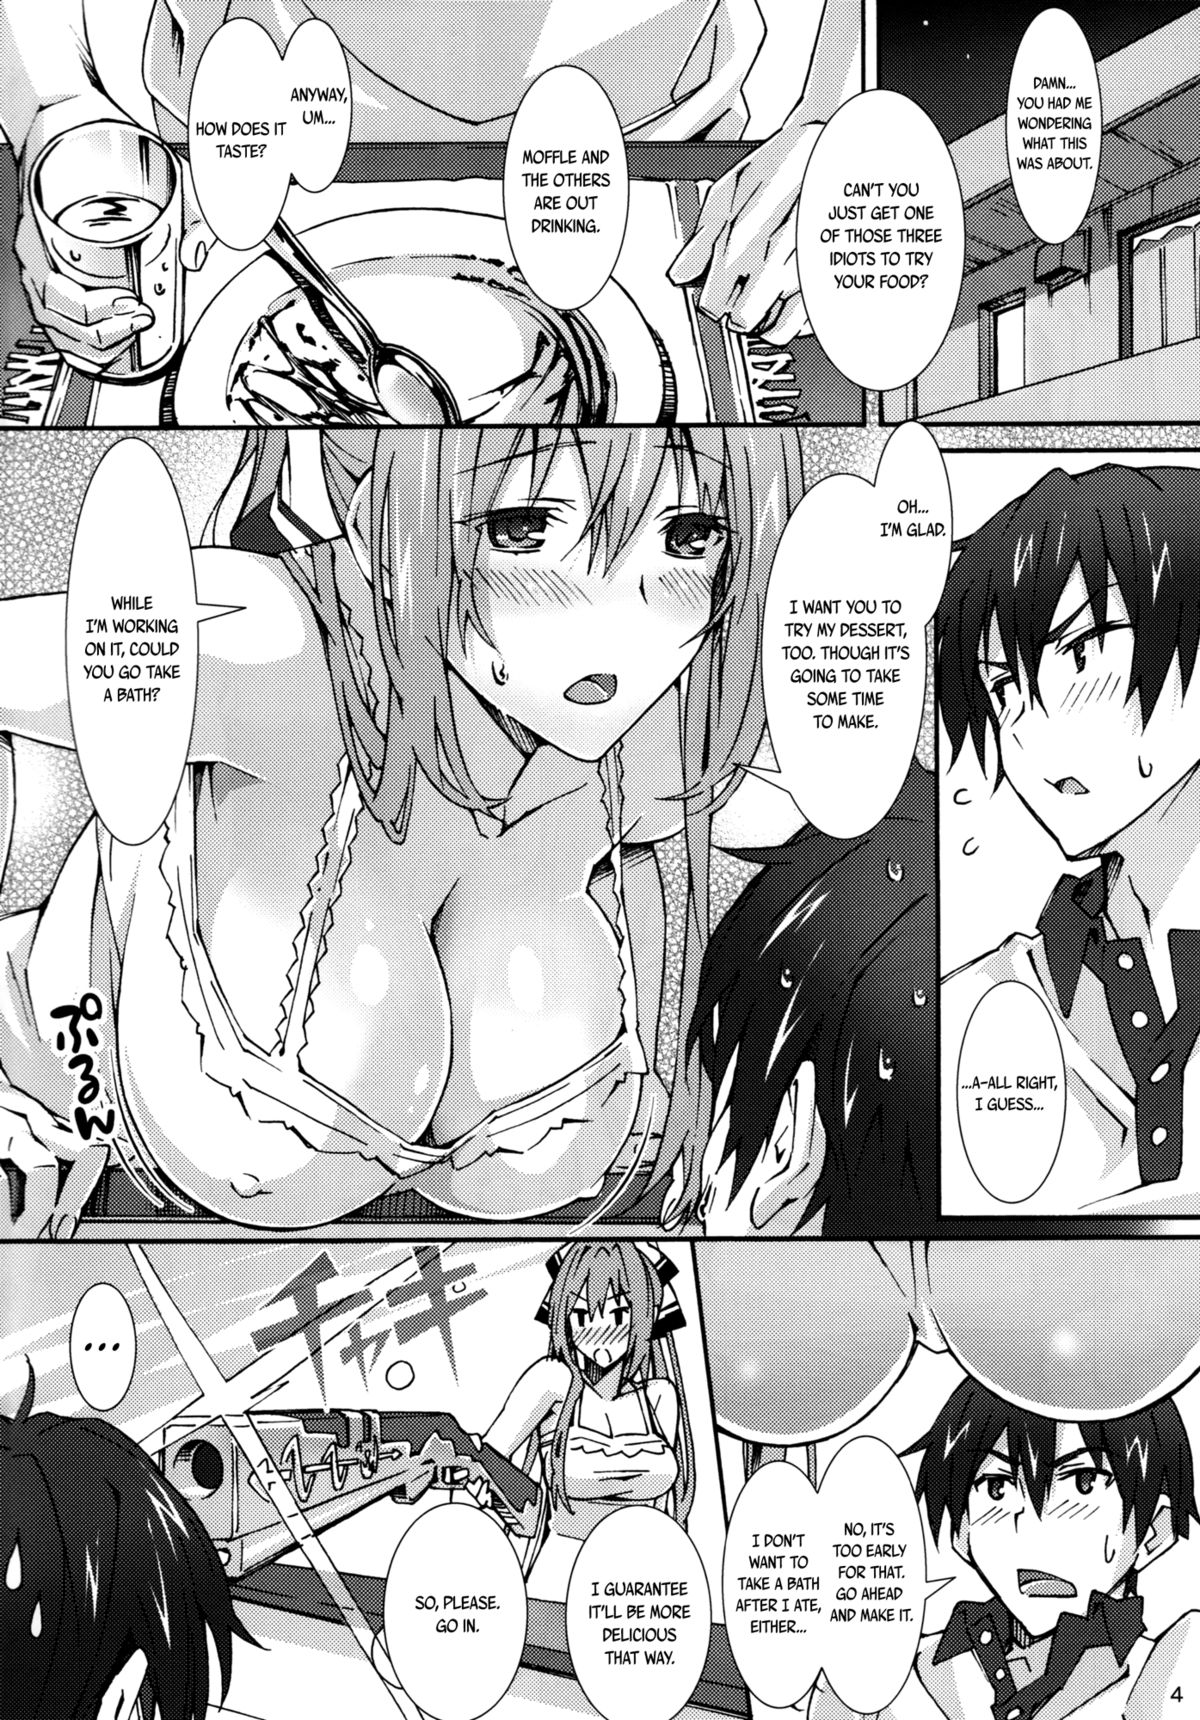 DAMN...
YOU HAD ME
WONDERING
WHAT THIS
WAS ABOUT.
CAN'T YOU
JUST GET ONE
OF THOSE THREE
IDIOTS TO TRY
YOUR FOOD?
MOFFLE AND
THE OTHERS
ARE OUT
DRINKING.
ANYWAY,
UM...
HOW DOES IT
TASTE?
OH...
I'M GLAD.
I WANT YOU TO
TRY MY DESSERT,
TOO. THOUGH IT'S
GOING TO TAKE
SOME TIME
TO MAKE.
WHILE
I'M WORKING
ON IT, COULD
YOU GO TAKE
A BATH?
ぷるん
...A-ALL RIGHT,
I GUESS...
NO, IT'S
TOO EARLY
FOR THAT.
GO AHEAD
AND MAKE IT.
I DON'T
WANT TO
TAKE A BATH
AFTER I ATE,
EITHER...
チャキ
I GUARANTEE
IT'LL BE MORE
DELICIOUS
THAT WAY.
SO, PLEASE.
GO IN.
...
4